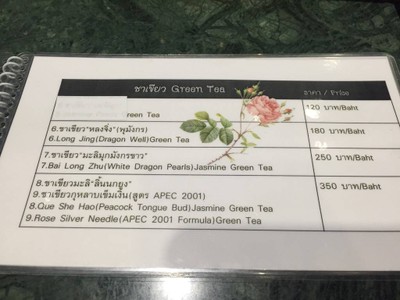 ชาเขียว Green Tea ราคา / Prise
Green Tea 120 บาท/Baht
6.ชาเขียว"หลงจิ่ง"(พุมังกร) 180 บาท/Baht
6.Long Jing(Dragon Well)Green Tea
7.ชาเขียว"มะลิมุกมังกรขาว" 250 บาท/Baht
7.Bai Long Zhu(White Dragon Pearls)Jasmine Green Tea
8.ชาเขียวมะลิ"ลิ้นนกยูง" 350 บาท/Baht
9.ชาเขียวกุหลาบเข็มเงิน(สูตร APEC 2001)
8.Que She Hao(Peacock Tongue Bud)Jasmine Green Tea
9.Rose Silver Needle(APEC 2001 Formula)Green Tea